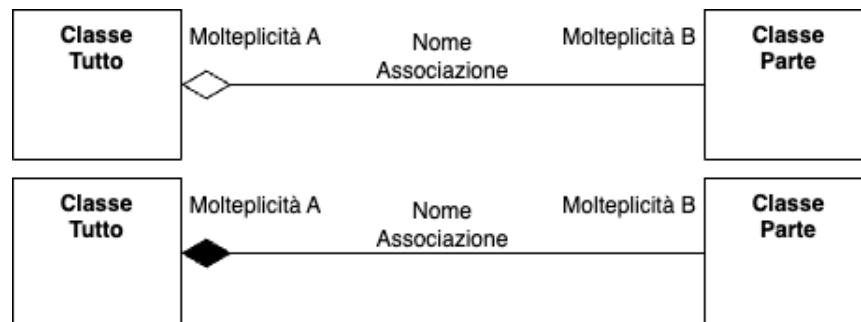 Classe
Tutto
Molteplicità A
Nome
Associazione
Molteplicità B
Classe
Parte
Classe
Tutto
Molteplicità A
Nome
Associazione
Molteplicità B
Classe
Parte